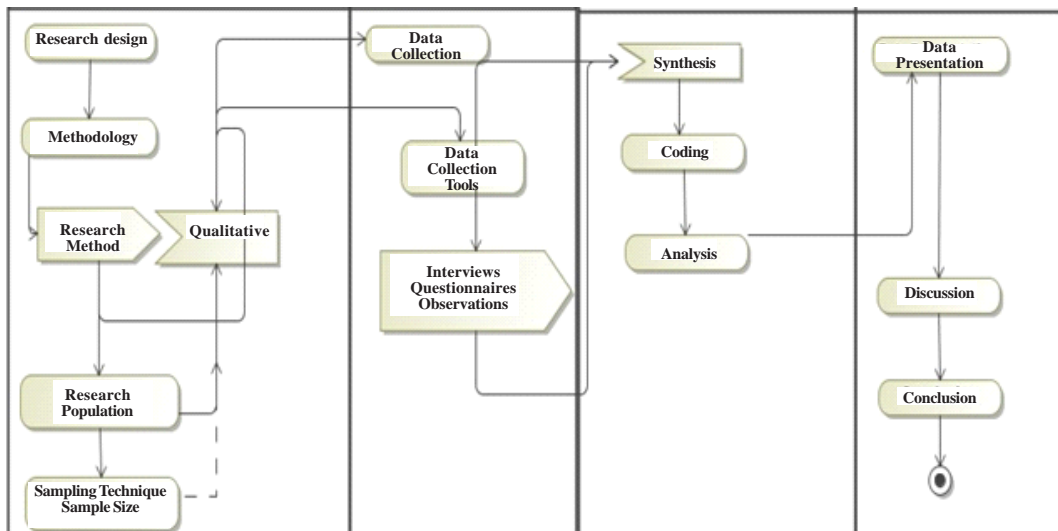 Research design
Methodology
Research
Method
Qualitative
Research
Population
Sampling Technique
Sample Size
Data
Collection
Data
Collection
Tools
Interviews
Questionnaires
Observations
Synthesis
Coding
Analysis
Data
Presentation
Discussion
Conclusion